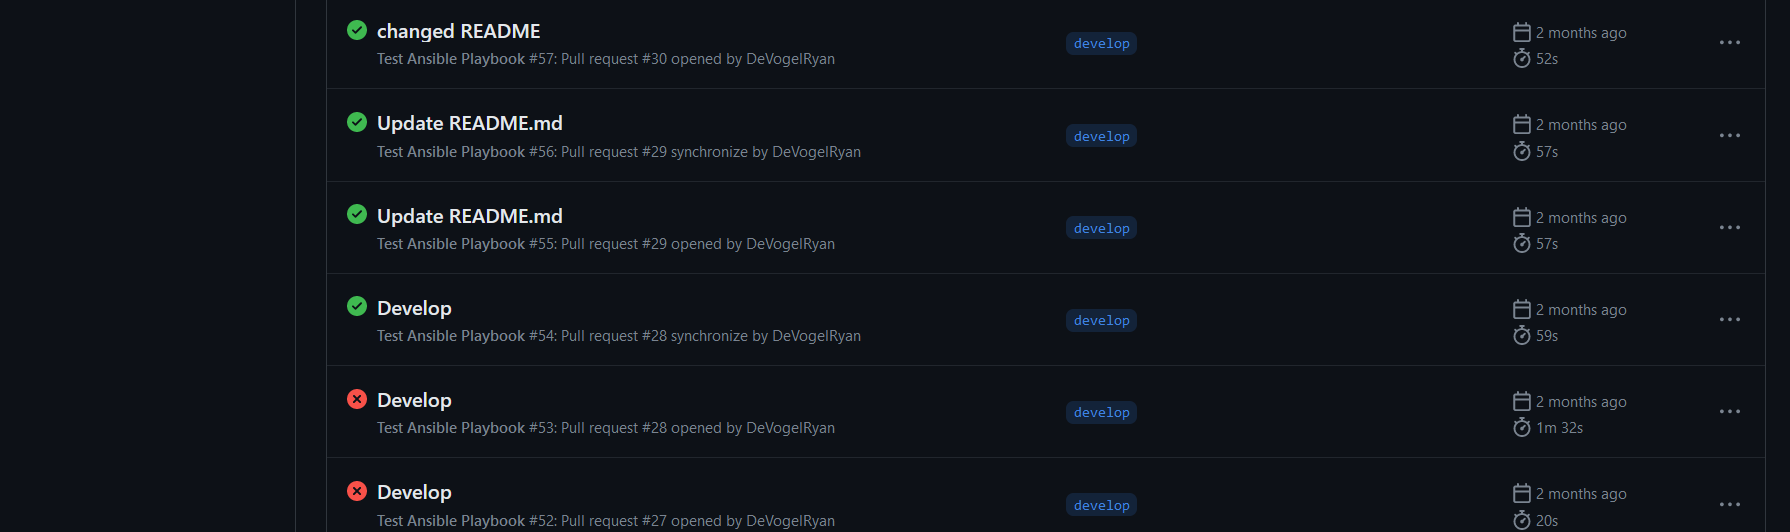 changed README
Test Ansible Playbook #57: Pull request #30 opened by DeVogelRyan
develop
2 months ago
52s
Update README.md
Test Ansible Playbook #56: Pull request #29 synchronize by DeVogelRyan
develop
2 months ago
57s
Update README.md
Test Ansible Playbook #55: Pull request #29 opened by DeVogelRyan
develop
2 months ago
57s
Develop
Test Ansible Playbook #54: Pull request #28 synchronize by DeVogelRyan
develop
2 months ago
59s
Develop
Test Ansible Playbook #53: Pull request #28 opened by DeVogelRyan
develop
2 months ago
1m 32s
Develop
Test Ansible Playbook #52: Pull request #27 opened by DeVogelRyan
develop
2 months ago
20s